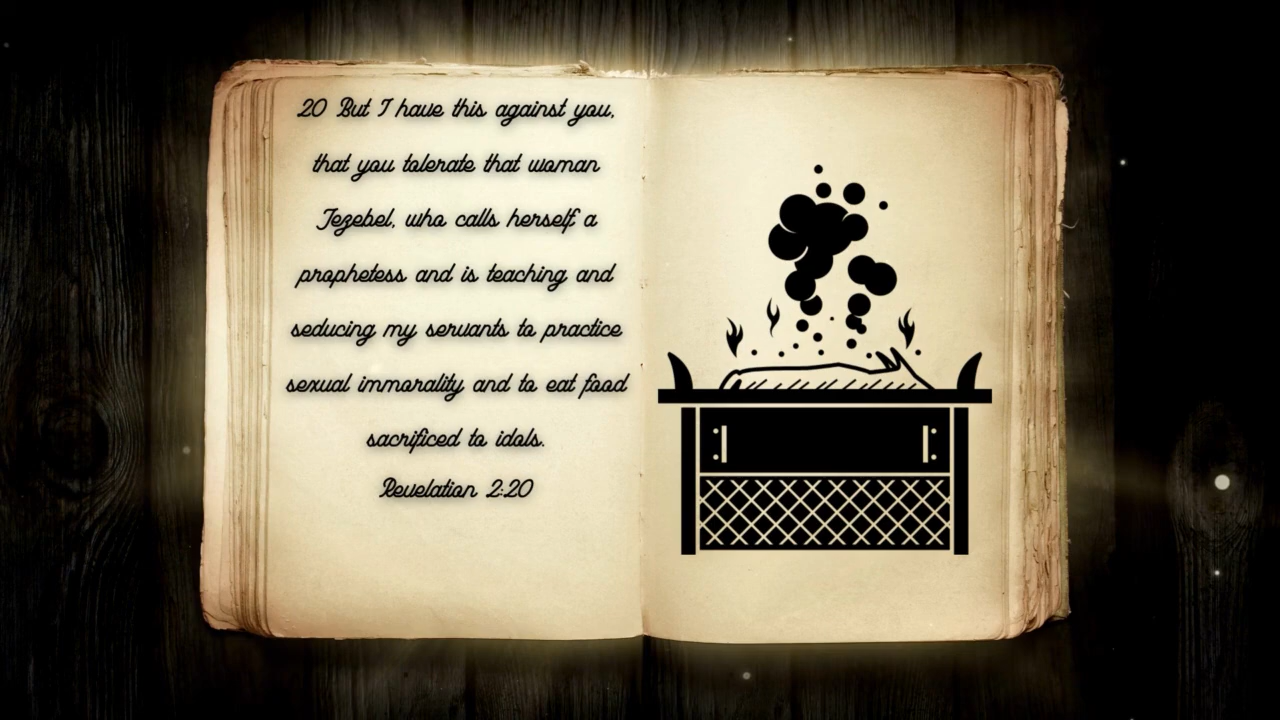 20 But I have this against you,
that you tolerate that woman
Jezebel, who calls herself a
prophetess and is teaching and
seducing my servants to practice
sexual immorality and to eat food
sacrificed to idols.
Revelation 2:20